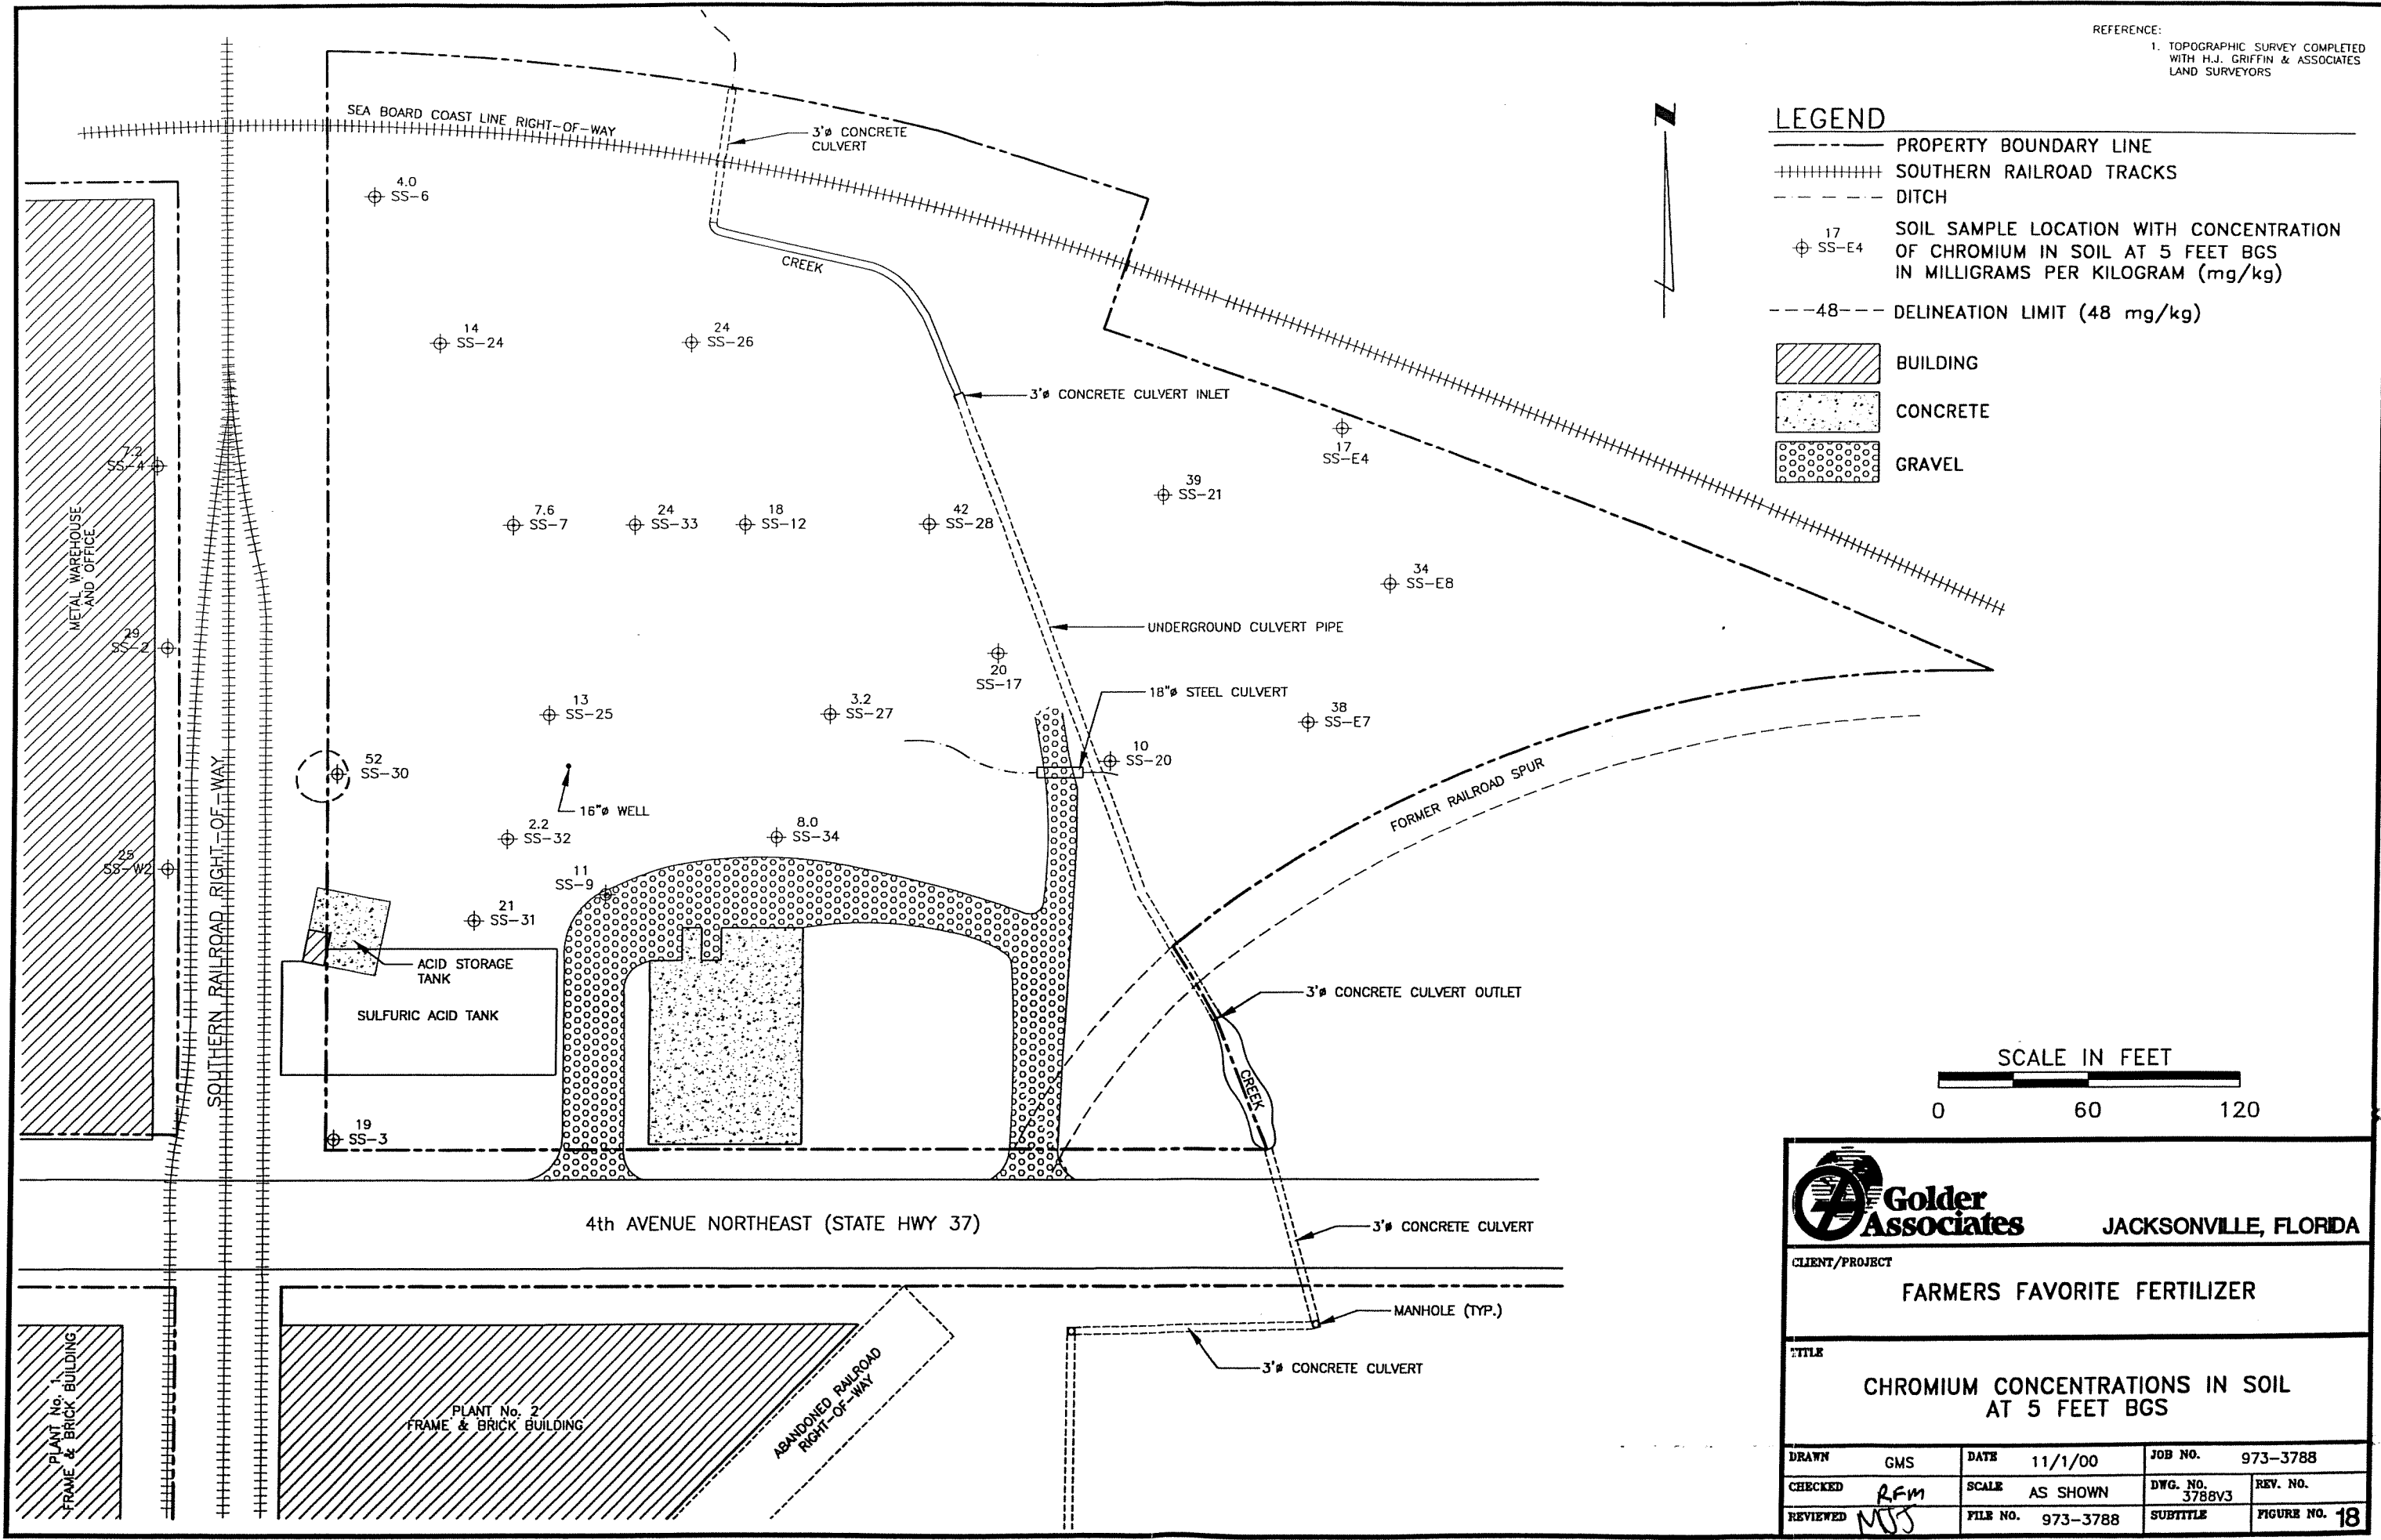 REFERENCE:
1. TOPOGRAPHIC SURVEY COMPLETED
WITH H.J. GRIFFIN & ASSOCIATES
LAND SURVEYORS
N
LEGEND
PROPERTY BOUNDARY LINE
SOUTHERN RAILROAD TRACKS
DITCH
17
SS-E4
SOIL SAMPLE LOCATION WITH CONCENTRATION
OF CHROMIUM IN SOIL AT 5 FEET BGS
IN MILLIGRAMS PER KILOGRAM (mg/kg)
---48--- DELINEATION LIMIT (48 mg/kg)
BUILDING
CONCRETE
GRAVEL
SEA BOARD COAST LINE RIGHT-OF-WAY
3'ø CONCRETE
CULVERT
4.0
SS-6
CREEK
14
SS-24
24
SS-26
3'ø CONCRETE CULVERT INLET
17
SS-E4
7.2
SS-4
39
SS-21
7.6
SS-7
24
SS-33
18
SS-12
42
SS-28
METAL WAREHOUSE
AND OFFICE
34
SS-E8
29
SS-2
UNDERGROUND CULVERT PIPE
20
SS-17
18"ø STEEL CULVERT
13
SS-25
3.2
SS-27
38
SS-E7
10
SS-20
52
SS-30
16"ø WELL
FORMER RAILROAD SPUR
2.2
SS-32
8.0
SS-34
25
SS-W2
11
SS-9
21
SS-31
SOUTHERN RAILROAD RIGHT-OF-WAY
ACID STORAGE
TANK
SULFURIC ACID TANK
3'ø CONCRETE CULVERT OUTLET
CREEK
19
SS-3
SCALE IN FEET
0 60 120
4th AVENUE NORTHEAST (STATE HWY 37)
3'ø CONCRETE CULVERT
MANHOLE (TYP.)
3'ø CONCRETE CULVERT
PLANT No. 1
FRAME & BRICK BUILDING
PLANT No. 2
FRAME & BRICK BUILDING
ABANDONED RAILROAD
RIGHT-OF-WAY
Golder
Associates
JACKSONVILLE, FLORIDA
CLIENT/PROJECT
FARMERS FAVORITE FERTILIZER
TITLE
CHROMIUM CONCENTRATIONS IN SOIL
AT 5 FEET BGS
DRAWN GMS DATE 11/1/00 JOB NO. 973-3788
CHECKED RFM SCALE AS SHOWN DWG. NO. 3788V3 REV. NO.
REVIEWED MJJ FILE NO. 973-3788 SUBTITLE FIGURE NO. 18